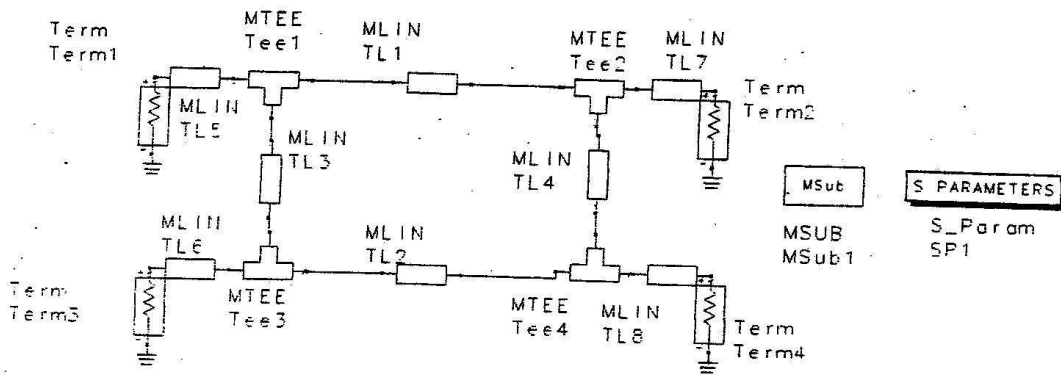 Term
Term1
MTEE
Tee1
MLIN
TL1
MTEE
Tee2
MLIN
TL7
Term
Term2
MLIN
TL5
MLIN
TL3
MLIN
TL4
MSub
S PARAMETERS
MSUB
MSub1
S_Param
SP1
MLIN
TL6
MLIN
TL2
Term
Term3
MTEE
Tee3
MTEE
Tee4
MLIN
TL8
Term
Term4